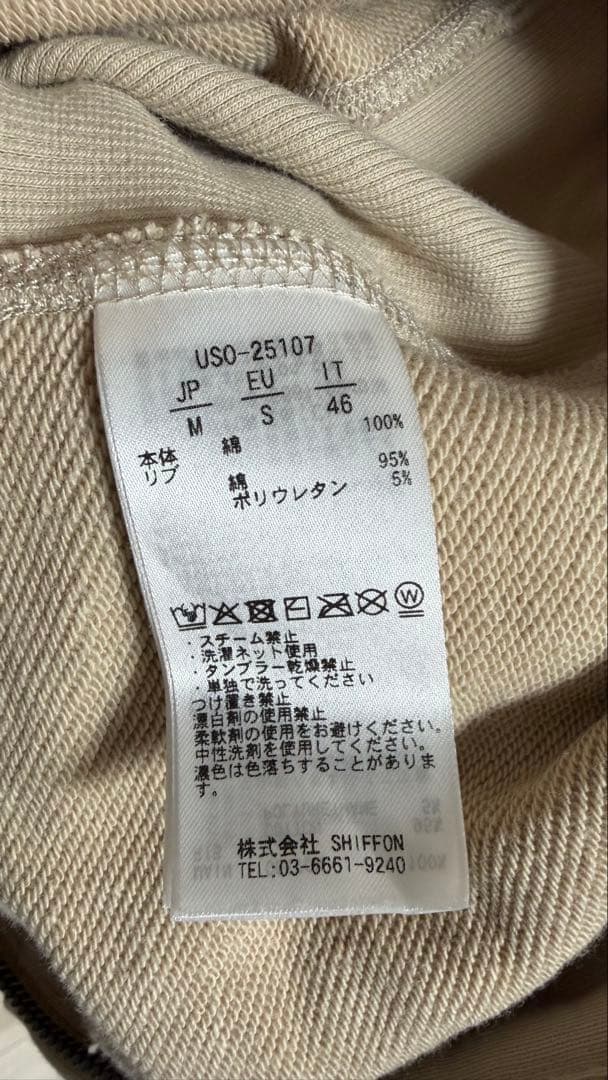 USO-25107
JP EU IT
M S 46
本体 綿 100%
リブ 綿 95%
ポリウレタン 5%
W
・スチーム禁止
・洗濯ネット使用
・タンブラー乾燥禁止
・単独で洗ってください
つけ置き禁止
漂白剤の使用禁止
柔軟剤の使用をお避けください。
中性洗剤を使用してください。
濃色は色落ちすることがありま
す。
POLYURETHANE 5%
95%
100%
株式会社 SHIFFON
TEL:03-6661-9240